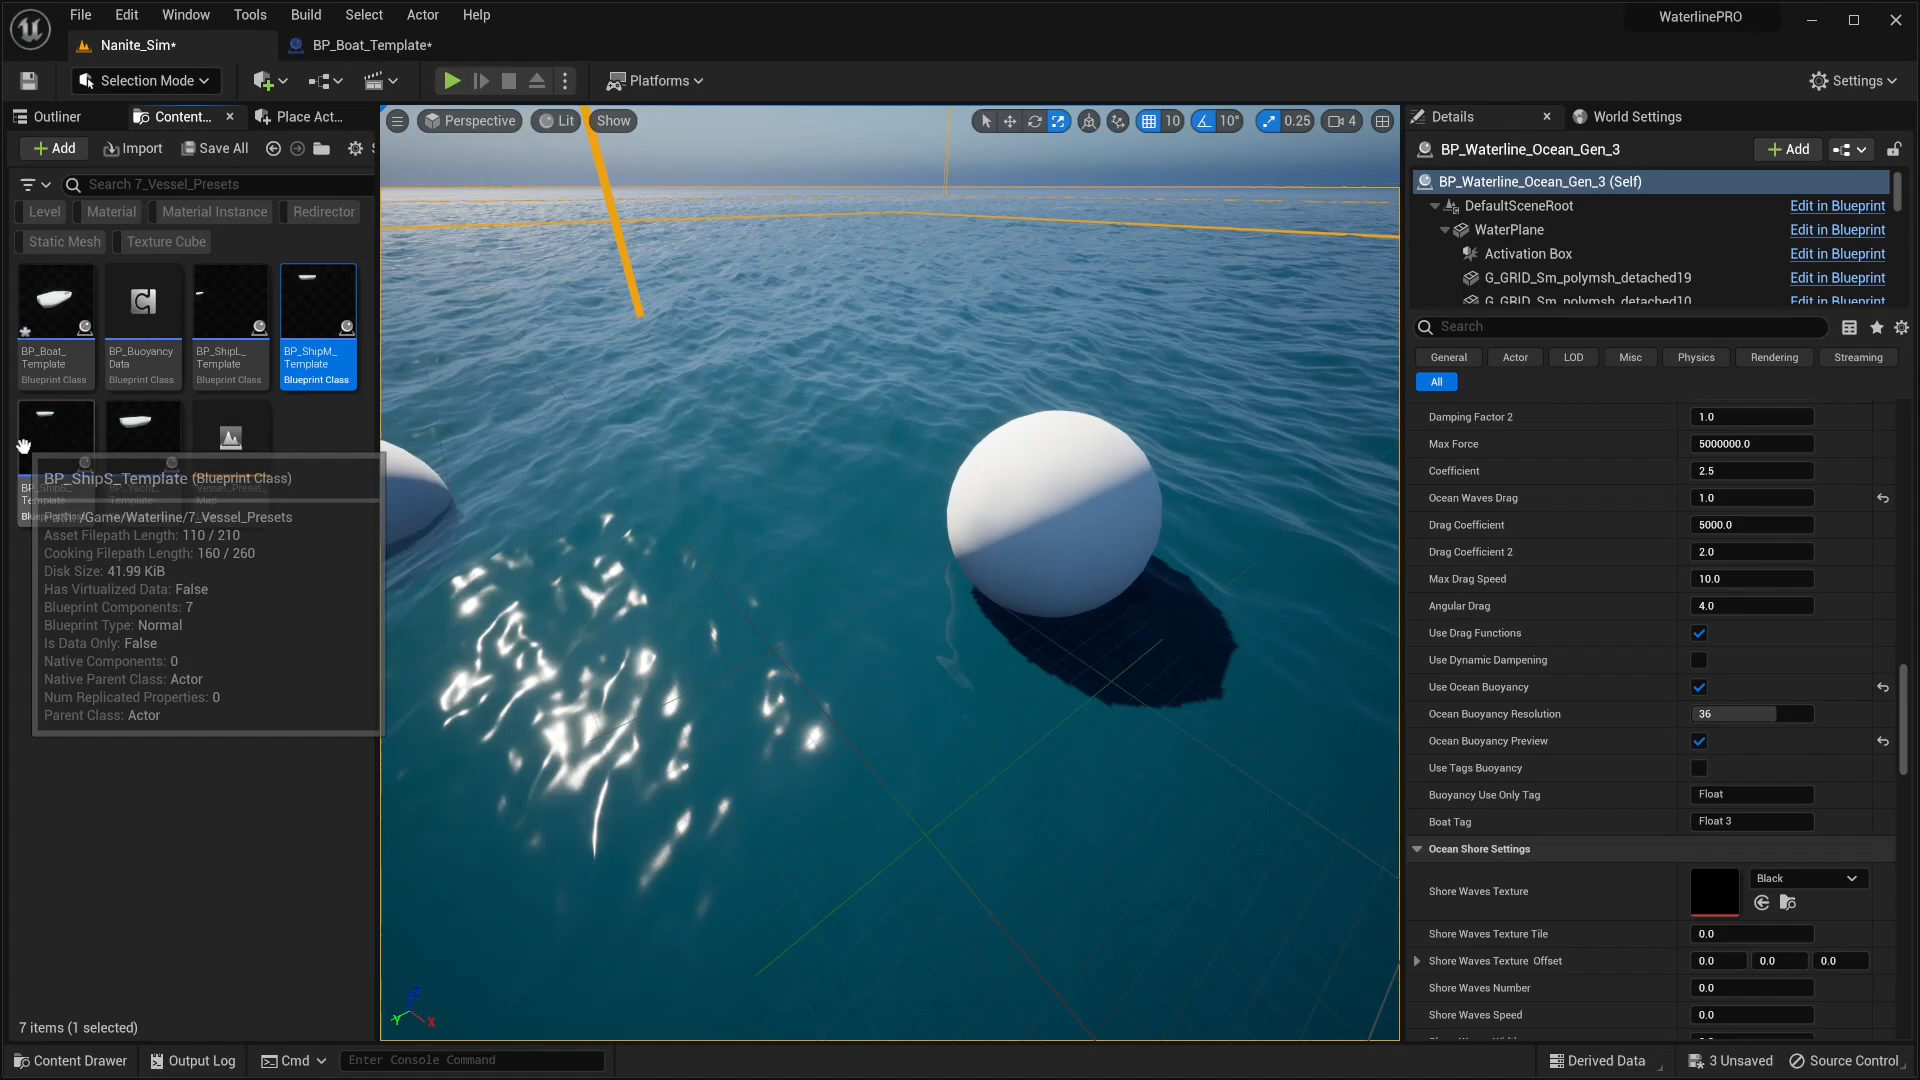 File Edit Window Tools Build Select Actor Help
WaterlinePRO
Nanite_Sim*
BP_Boat_Template*
Selection Mode
Platforms
Settings
Outliner
Content...
Place Act...
Add
Import
Save All
Search 7_Vessel_Presets
Level
Material
Material Instance
Redirector
Static Mesh
Texture Cube
BP_Boat_
Template
Blueprint Class
BP_Buoyancy
Data
Blueprint Class
BP_ShipL_
Template
Blueprint Class
BP_ShipM_
Template
Blueprint Class
BP_ShipS_Template (Blueprint Class)
Path: /Game/Waterline/7_Vessel_Presets
Asset Filepath Length: 110 / 210
Cooking Filepath Length: 160 / 260
Disk Size: 41.99 KiB
Has Virtualized Data: False
Blueprint Components: 7
Blueprint Type: Normal
Is Data Only: False
Native Components: 0
Native Parent Class: Actor
Num Replicated Properties: 0
Parent Class: Actor
7 items (1 selected)
Perspective
Lit
Show
10
10°
0.25
4
Z
Y
X
Details
World Settings
BP_Waterline_Ocean_Gen_3
Add
BP_Waterline_Ocean_Gen_3 (Self)
DefaultSceneRoot Edit in Blueprint
WaterPlane Edit in Blueprint
Activation Box Edit in Blueprint
G_GRID_Sm_polymsh_detached19 Edit in Blueprint
G_GRID_Sm_polymsh_detached10 Edit in Blueprint
Search
General
Actor
LOD
Misc
Physics
Rendering
Streaming
All
Damping Factor 2 1.0
Max Force 5000000.0
Coefficient 2.5
Ocean Waves Drag 1.0
Drag Coefficient 5000.0
Drag Coefficient 2 2.0
Max Drag Speed 10.0
Angular Drag 4.0
Use Drag Functions
Use Dynamic Dampening
Use Ocean Buoyancy
Ocean Buoyancy Resolution 36
Ocean Buoyancy Preview
Use Tags Buoyancy
Buoyancy Use Only Tag Float
Boat Tag Float 3
Ocean Shore Settings
Shore Waves Texture Black
Shore Waves Texture Tile 0.0
Shore Waves Texture Offset 0.0 0.0 0.0
Shore Waves Number 0.0
Shore Waves Speed 0.0
Content Drawer
Output Log
Cmd
Enter Console Command
Derived Data
3 Unsaved
Source Control